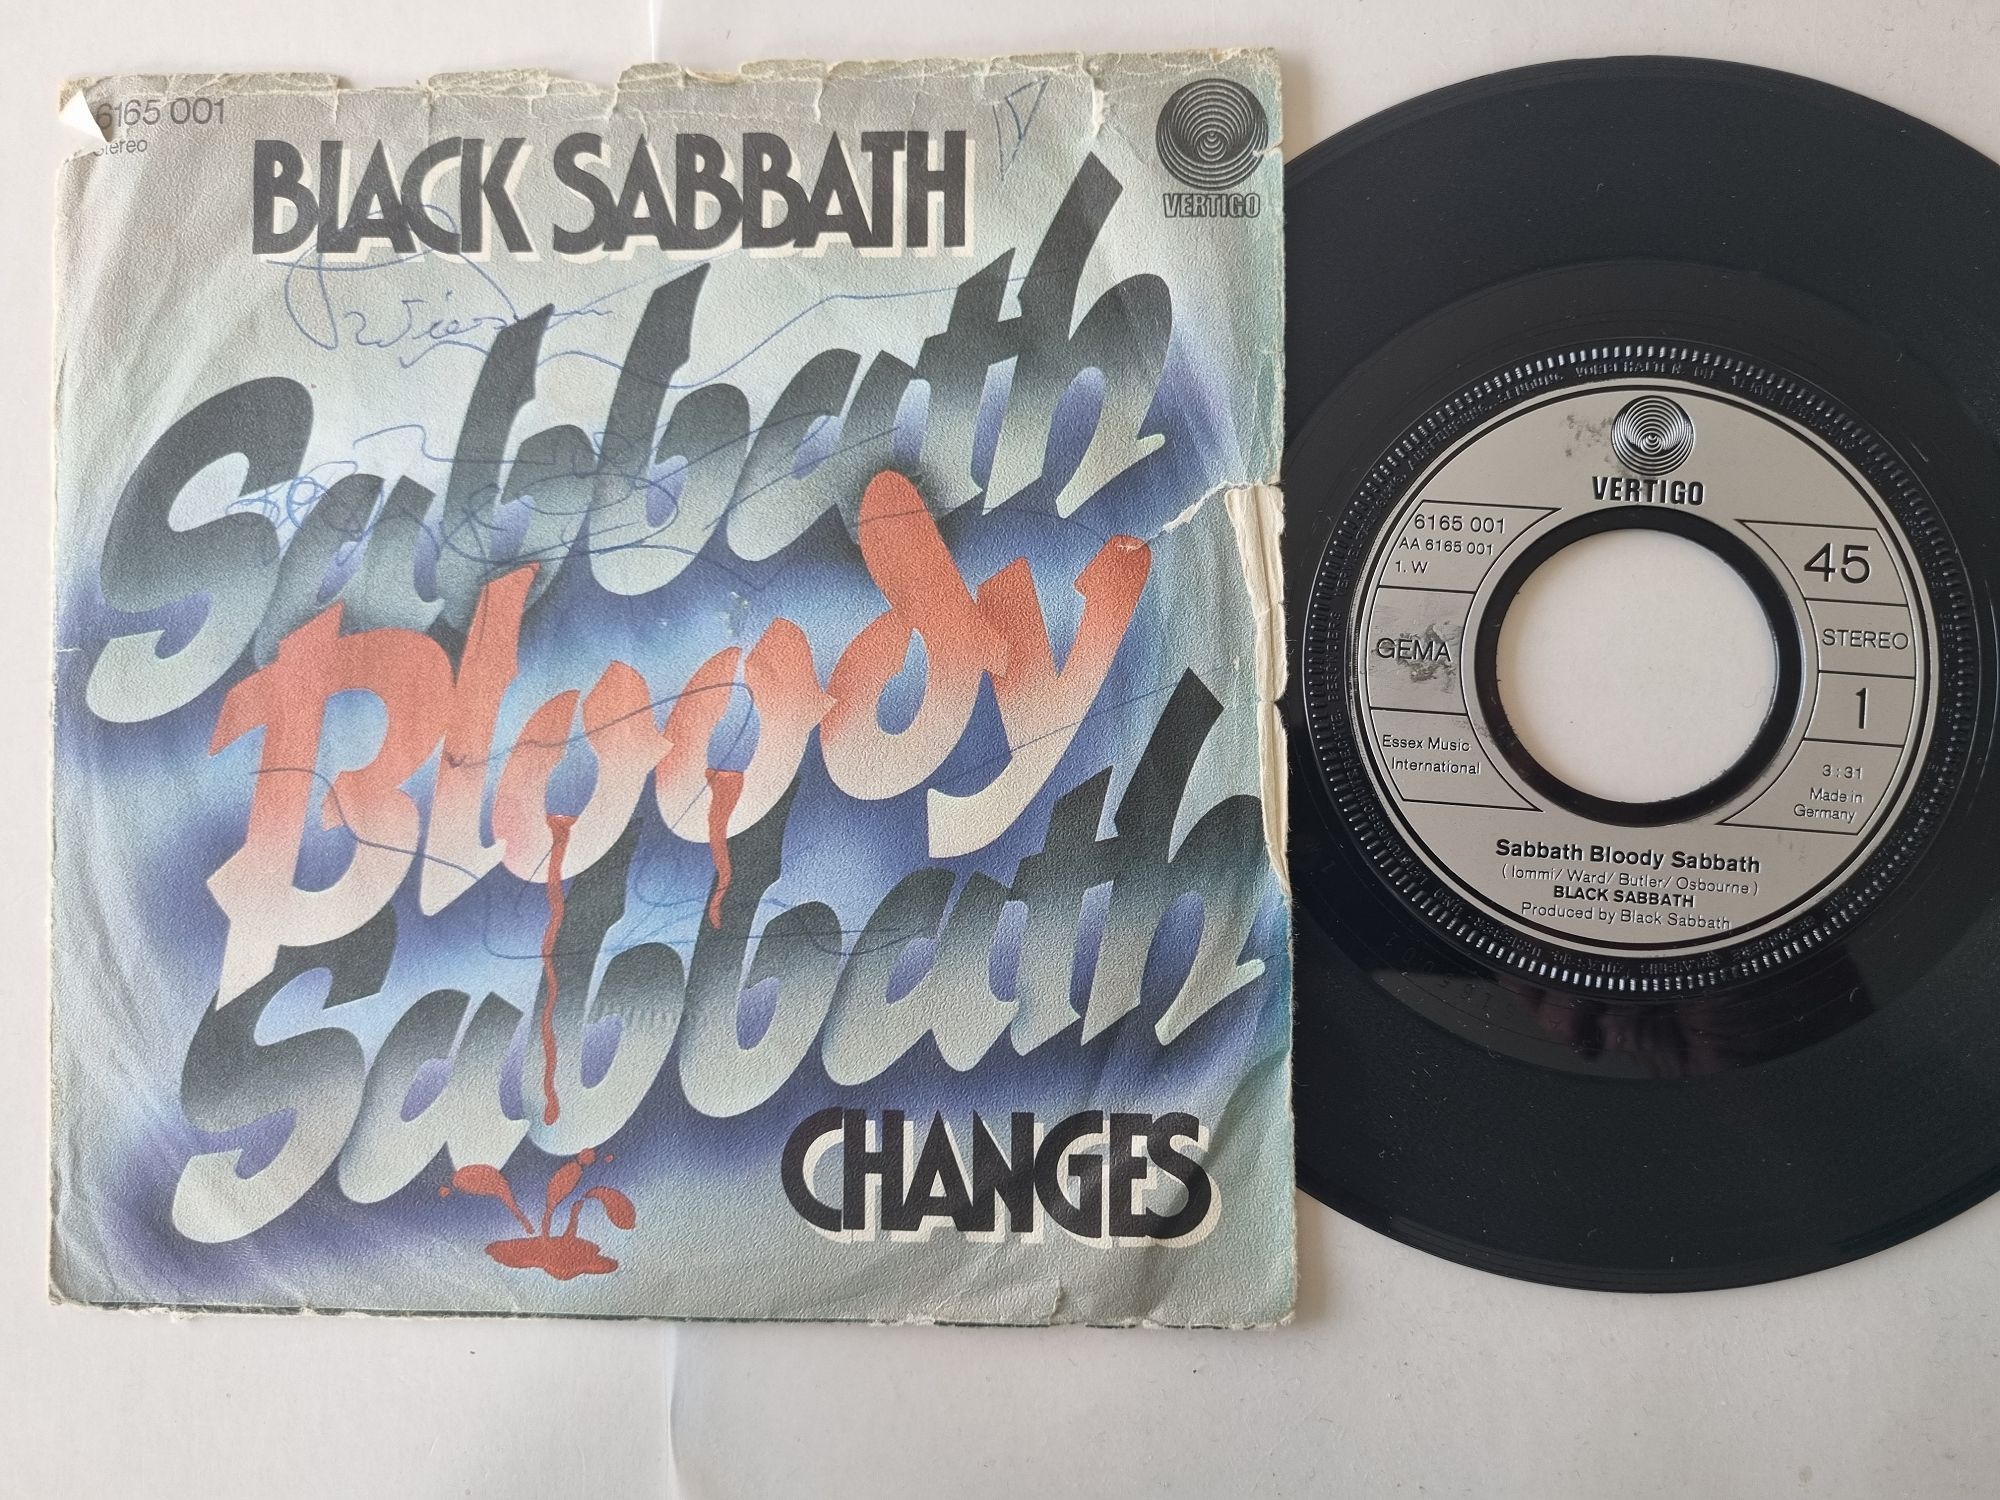 6165 001
Stereo
BLACK SABBATH
VERTIGO
Sabbath
Bloody
Sabbath
CHANGES
VERTIGO
6165 001
AA 6165 001
1. W
GEMA
Essex Music
International
45
STEREO
1
3:31
Made in
Germany
Sabbath Bloody Sabbath
(Iommi/Ward/Butler/Osbourne)
BLACK SABBATH
Produced by Black Sabbath